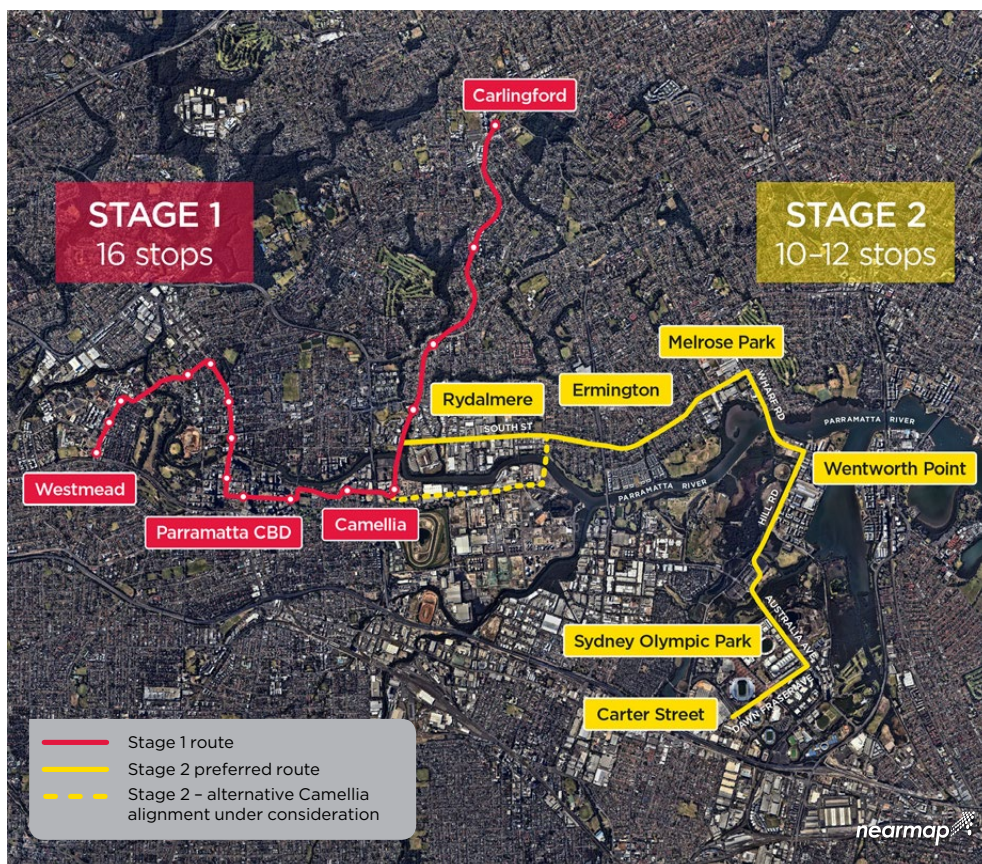 Carlingford
STAGE 1
16 stops
STAGE 2
10–12 stops
Melrose Park
Ermington
Rydalmere
WHARF RD
SOUTH ST
PARRAMATTA RIVER
Wentworth Point
Westmead
PARRAMATTA RIVER
HILL RD
Parramatta CBD
Camellia
AUSTRALIA AVE
Sydney Olympic Park
Carter Street
DAWN FRASER AVE
Stage 1 route
Stage 2 preferred route
Stage 2 – alternative Camellia
alignment under consideration
nearmap